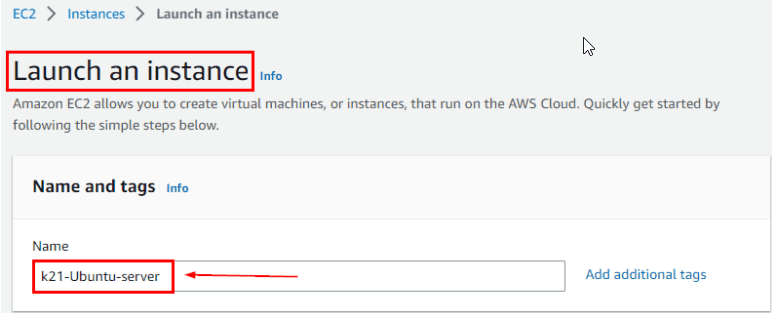 EC2 > Instances > Launch an instance
Launch an instance Info
Amazon EC2 allows you to create virtual machines, or instances, that run on the AWS Cloud. Quickly get started by
following the simple steps below.
Name and tags Info
Name
k21-Ubuntu-server
Add additional tags